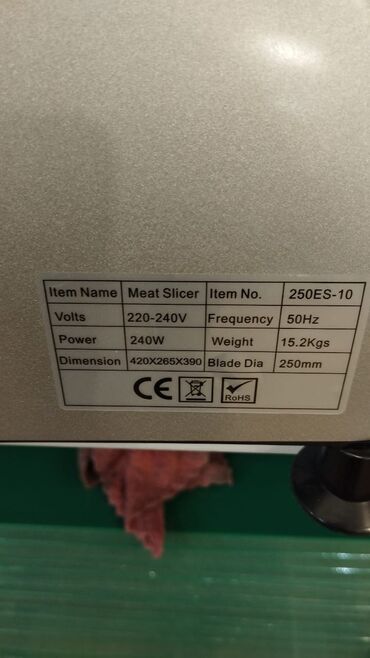 Item Name Meat Slicer Item No. 250ES-10
Volts 220-240V Frequency 50Hz
Power 240W Weight 15.2Kgs
Dimension 420X265X390 Blade Dia 250mm
CE RoHS